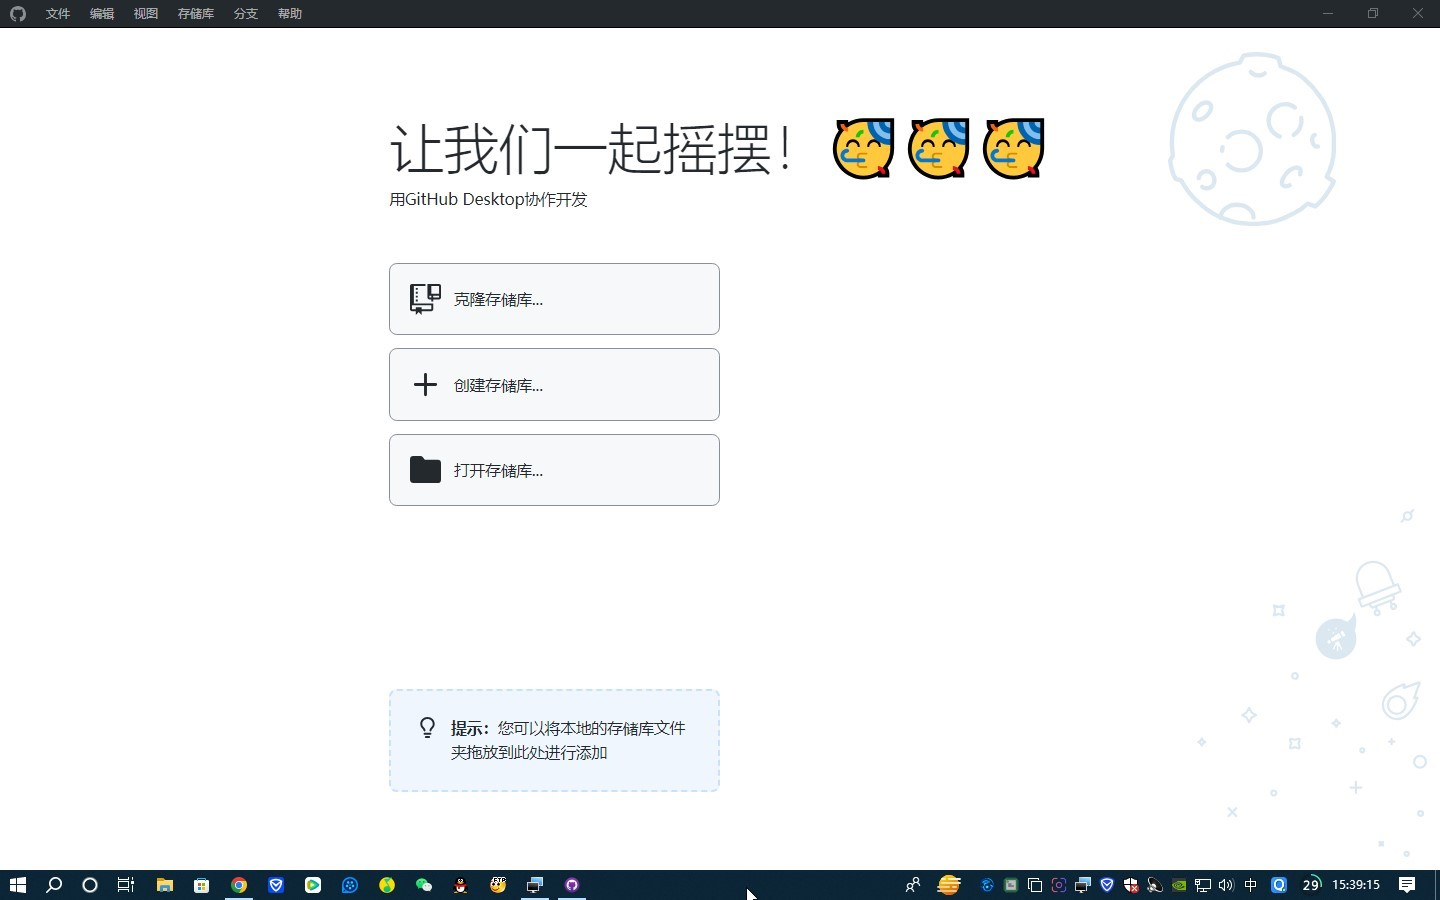 文件 编辑 视图 存储库 分支 帮助
让我们一起摇摆！ 🥳 🥳 🥳
用GitHub Desktop协作开发
克隆存储库...
创建存储库...
打开存储库...
提示：您可以将本地的存储库文件
夹拖放到此处进行添加
中 29 15:39:15